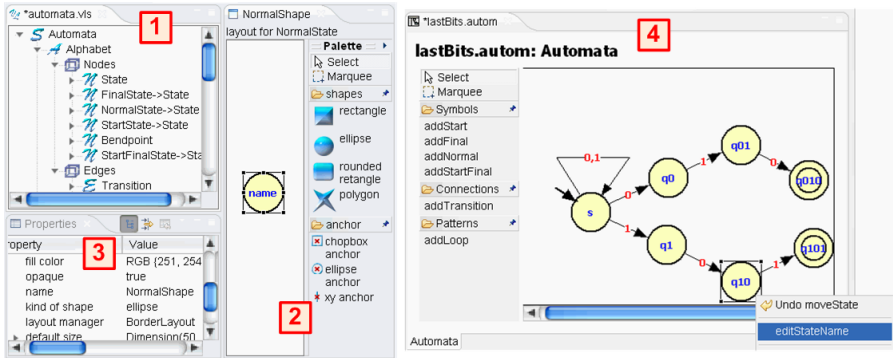 *automata.vls
1
Automata
Alphabet
Nodes
State
FinalState->State
NormalState->State
StartState->State
Bendpoint
StartFinalState->Sta
Edges
Transition
Properties
3
roperty Value
fill color RGB {251, 254
opaque true
name NormalShape
kind of shape ellipse
layout manager BorderLayout
default size Dimension(50
NormalShape
layout for NormalState
name
2
Palette
Select
Marquee
shapes
rectangle
ellipse
rounded
retangle
polygon
anchor
chopbox
anchor
ellipse
anchor
xy anchor
*lastBits.autom
4
lastBits.autom: Automata
Select
Marquee
Symbols
addStart
addFinal
addNormal
addStartFinal
Connections
addTransition
Patterns
addLoop
0,1
s
0
q0
1
q01
0
q010
1
q1
0
q10
1
q101
Undo moveState
editStateName
Automata